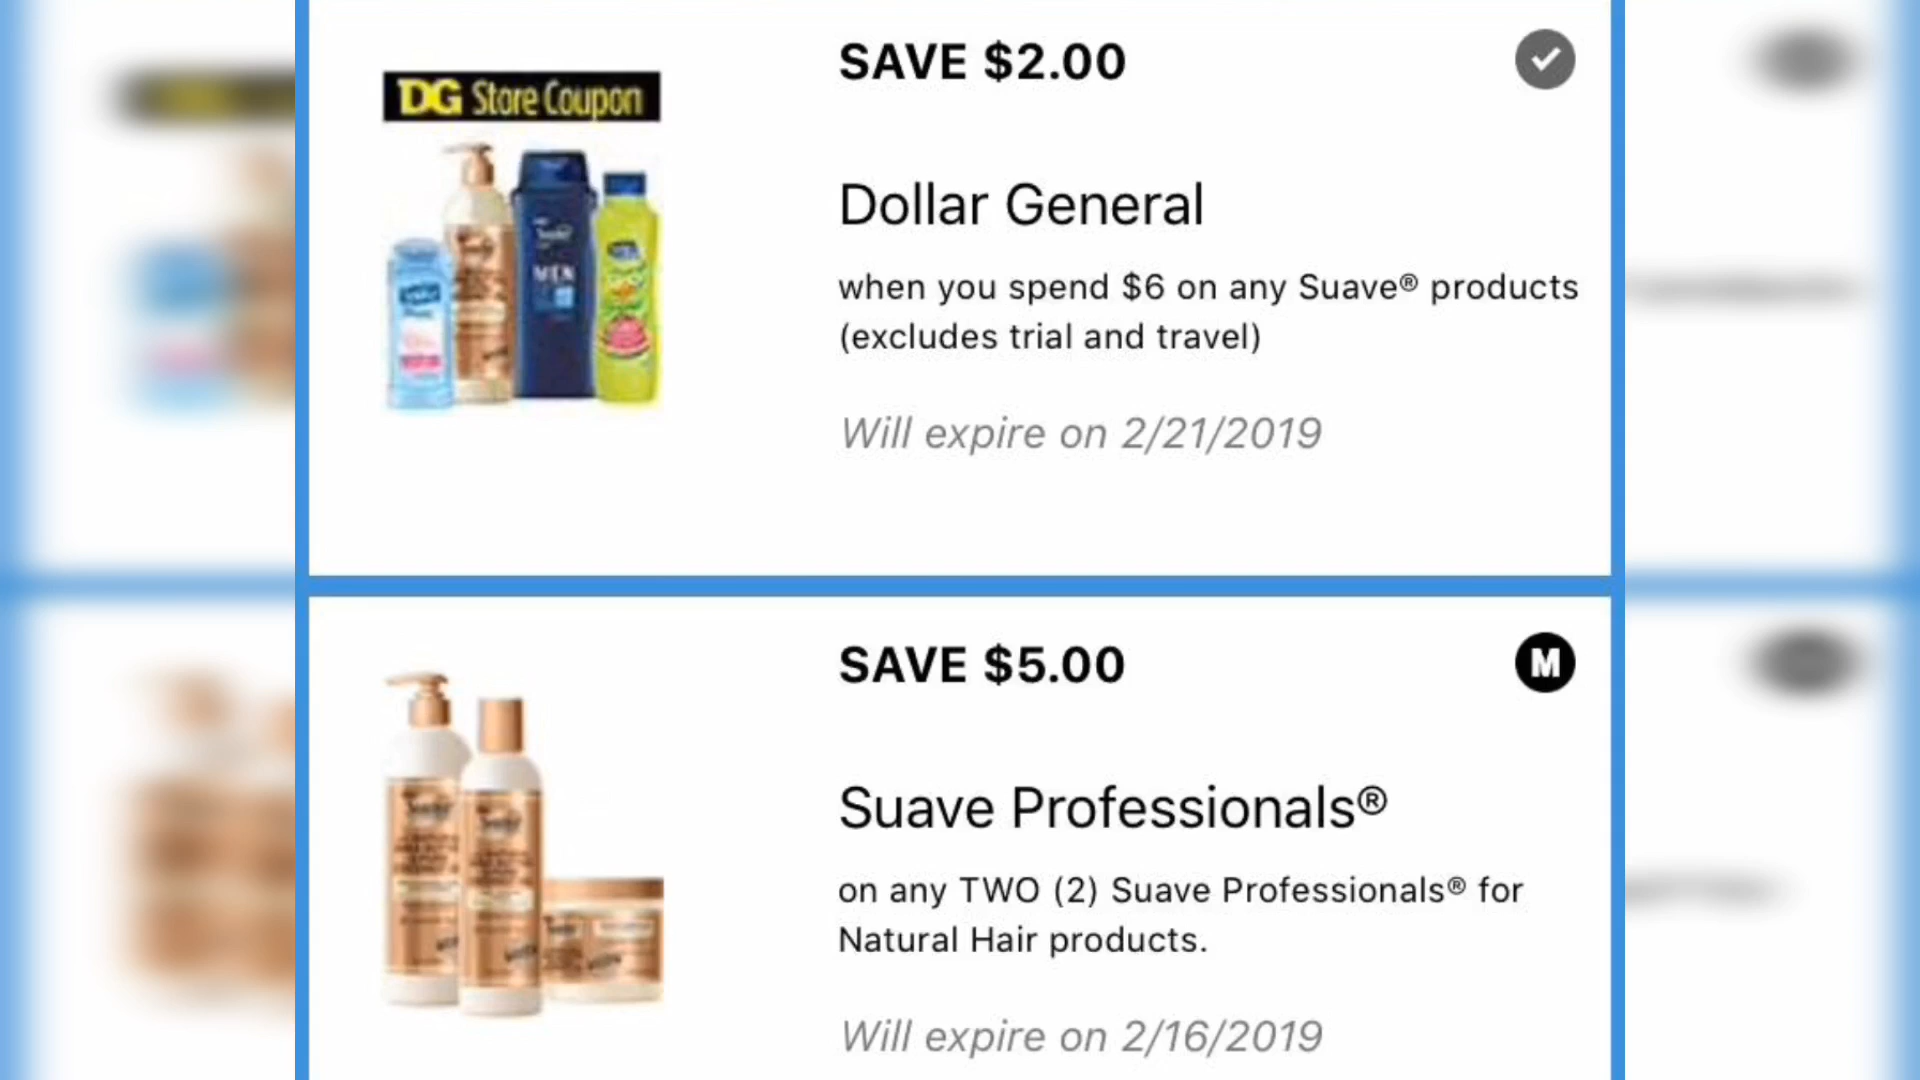 SAVE $2.00
DG Store Coupon
Dollar General
MEN
when you spend $6 on any Suave® products
(excludes trial and travel)
Will expire on 2/21/2019
SAVE $5.00
M
Suave Professionals®
on any TWO (2) Suave Professionals® for
Natural Hair products.
Will expire on 2/16/2019